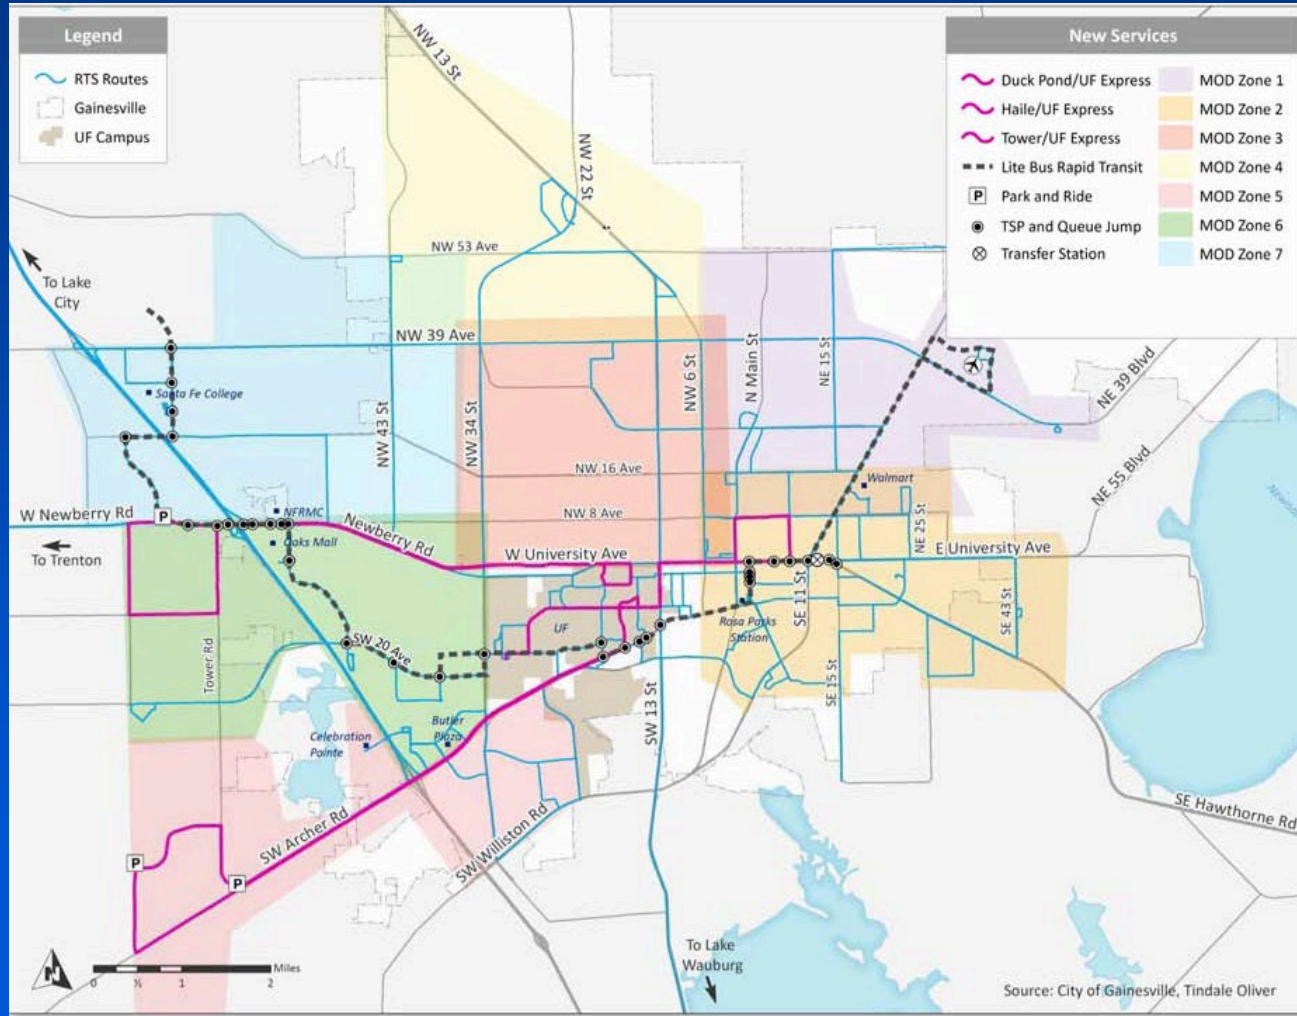 Legend
RTS Routes
Gainesville
UF Campus
New Services
Duck Pond/UF Express
Haile/UF Express
Tower/UF Express
Lite Bus Rapid Transit
P Park and Ride
TSP and Queue Jump
Transfer Station
MOD Zone 1
MOD Zone 2
MOD Zone 3
MOD Zone 4
MOD Zone 5
MOD Zone 6
MOD Zone 7
NW 13 St
NW 22 St
NW 53 Ave
To Lake
City
NW 39 Ave
N Main St
NE 15 St
NW 6 St
NE 39 Blvd
Santa Fe College
NW 43 St
NW 34 St
NW 16 Ave
Walmart
NE 55 Blvd
W Newberry Rd
P
NFRMC
Newberry Rd
NW 8 Ave
NE 25 St
To Trenton
Oaks Mall
W University Ave
E University Ave
SE 11 St
SE 43 St
Rosa Parks
Station
UF
SW 20 Ave
Tower Rd
SE 15 St
SW 13 St
Celebration
Pointe
Butler
Plaza
SW Archer Rd
SW Williston Rd
SE Hawthorne Rd
P
P
To Lake
Wauburg
N
0 ½ 1 2
Miles
Source: City of Gainesville, Tindale Oliver